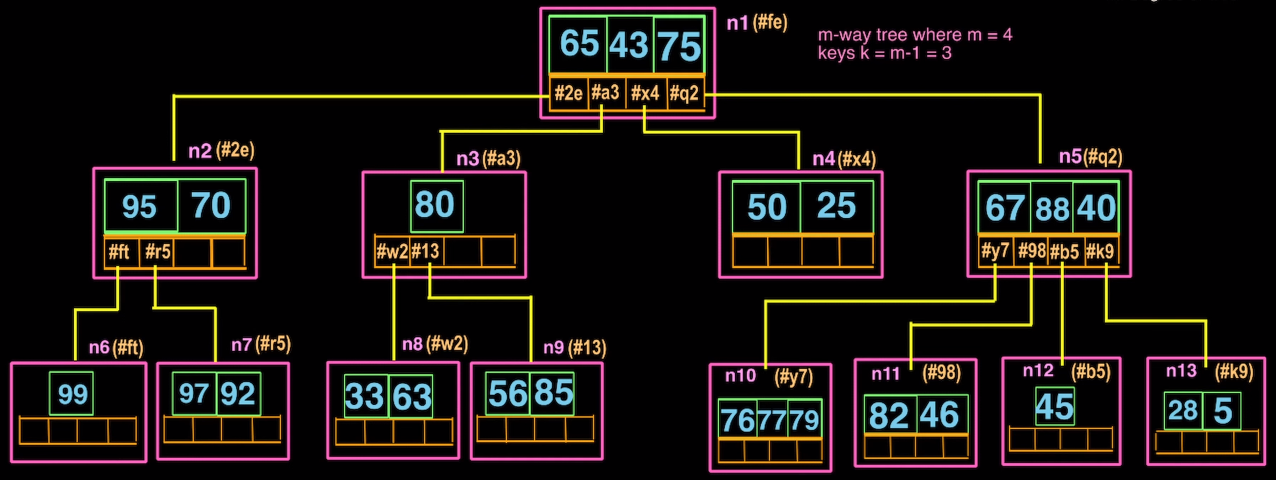 n1 (#fe)
m-way tree where m = 4
keys k = m-1 = 3
65 43 75
#2e #a3 #x4 #q2
n2 (#2e)
95 70
#ft #r5
n3 (#a3)
80
#w2 #13
n4 (#x4)
50 25
n5 (#q2)
67 88 40
#y7 #98 #b5 #k9
n6 (#ft)
99
n7 (#r5)
97 92
n8 (#w2)
33 63
n9 (#13)
56 85
n10 (#y7)
76 77 79
n11 (#98)
82 46
n12 (#b5)
45
n13 (#k9)
28 5